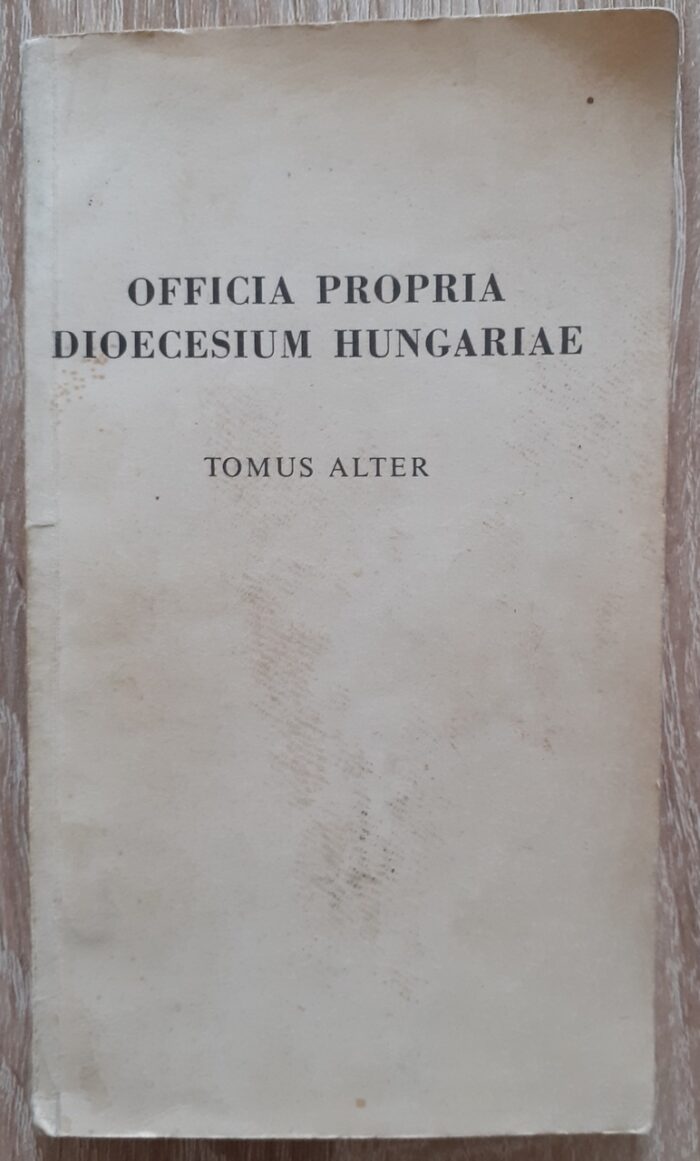 OFFICIA PROPRIA
DIOECESIUM HUNGARIAE
TOMUS ALTER